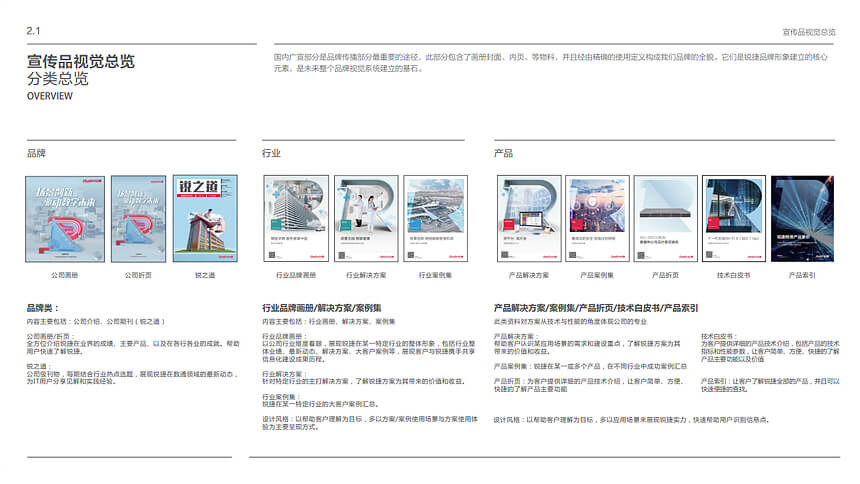 2.1
宣传品视觉总览
宣传品视觉总览
分类总览
OVERVIEW
国内广宣部分是品牌传播部分最重要的途径，此部分包含了画册封面、内页、等物料，并且经由精确的使用定义构成我们品牌的全貌。它们是锐捷品牌形象建立的核心
元素，是未来整个品牌视觉系统建立的基石。
品牌
行业
产品
场景创新
驱动数字未来
场景创新
驱动数字未来
锐之道
公司画册
公司折页
锐之道
行业品牌画册
行业解决方案
行业案例集
产品解决方案
产品案例集
产品折页
技术白皮书
产品索引
品牌类：
内容主要包括：公司介绍、公司期刊（锐之道）
公司画册/折页：
全方位介绍锐捷在业界的成绩、主要产品、以及在各行各业的成就。帮助
用户快速了解锐捷。
锐之道：
公司级刊物，每期结合行业热点选题，展现锐捷在数通领域的最新动态，
为IT用户分享见解和实践经验。
行业品牌画册/解决方案/案例集
内容主要包括：行业画册、解决方案、案例集
行业品牌画册：
以公司行业维度着眼，展现锐捷在某一特定行业的整体形象，包括行业整
体业绩、最新动态、解决方案、大客户案例等，展现客户与锐捷携手共享
信息化建设成果历程。
行业解决方案：
针对特定行业的主打解决方案，了解锐捷方案为其带来的价值和收益。
行业案例集：
锐捷在某一特定行业的大客户案例汇总。
设计风格：以帮助客户理解为目标，多以方案/案例使用场景与方案使用体
验为主要呈现方式。
产品解决方案/案例集/产品折页/技术白皮书/产品索引
此类资料对方案从技术与性能的角度体现公司的专业
产品解决方案：
帮助客户认识某应用场景的需求和建设重点，了解锐捷方案为其
带来的价值和收益。
产品案例集：锐捷在某一或多个产品，在不同行业中成功案例汇总
产品折页：为客户提供详细的产品技术介绍，让客户简单、方便、
快捷的了解产品主要功能
技术白皮书：
为客户提供详细的产品技术介绍，包括产品的技术
指标和性能参数，让客户简单、方便、快捷的了解
产品主要功能以及价值
产品索引：让客户了解锐捷全部的产品，并且可以
快速便捷的查找。
设计风格：以帮助客户理解为目标，多以应用场景来展现锐捷实力，快速帮助用户识别信息点。